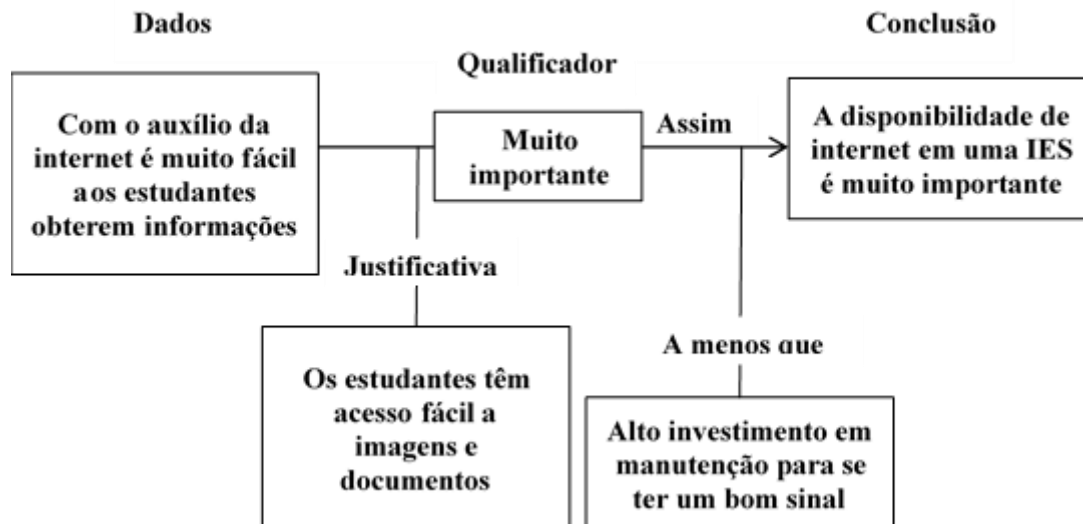 Dados
Conclusão
Qualificador
Com o auxílio da
internet é muito fácil
aos estudantes
obterem informações
Muito
importante
Assim
A disponibilidade de
internet em uma IES
é muito importante
Justificativa
A menos que
Os estudantes têm
acesso fácil a
imagens e
documentos
Alto investimento em
manutenção para se
ter um bom sinal